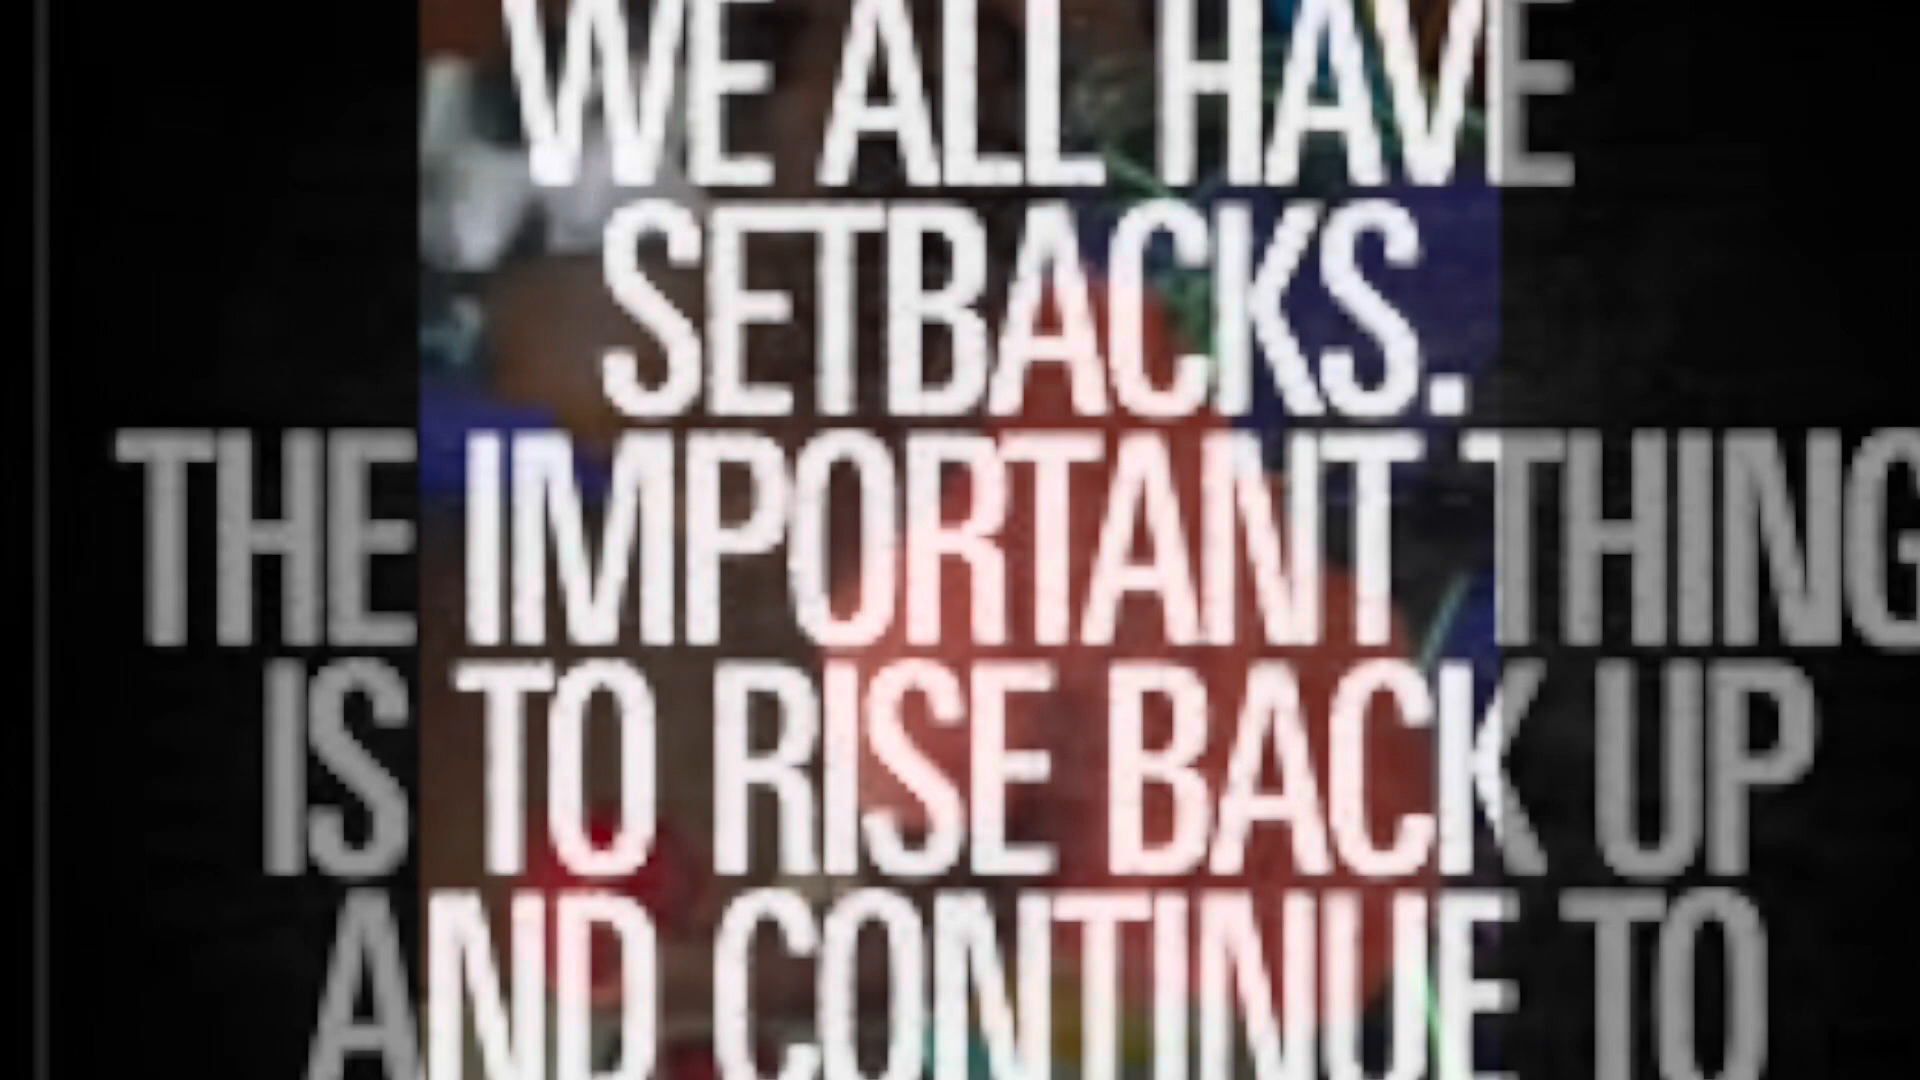 WE ALL HAVE
SETBACKS.
THE IMPORTANT THING
IS TO RISE BACK UP
AND CONTINUE TO